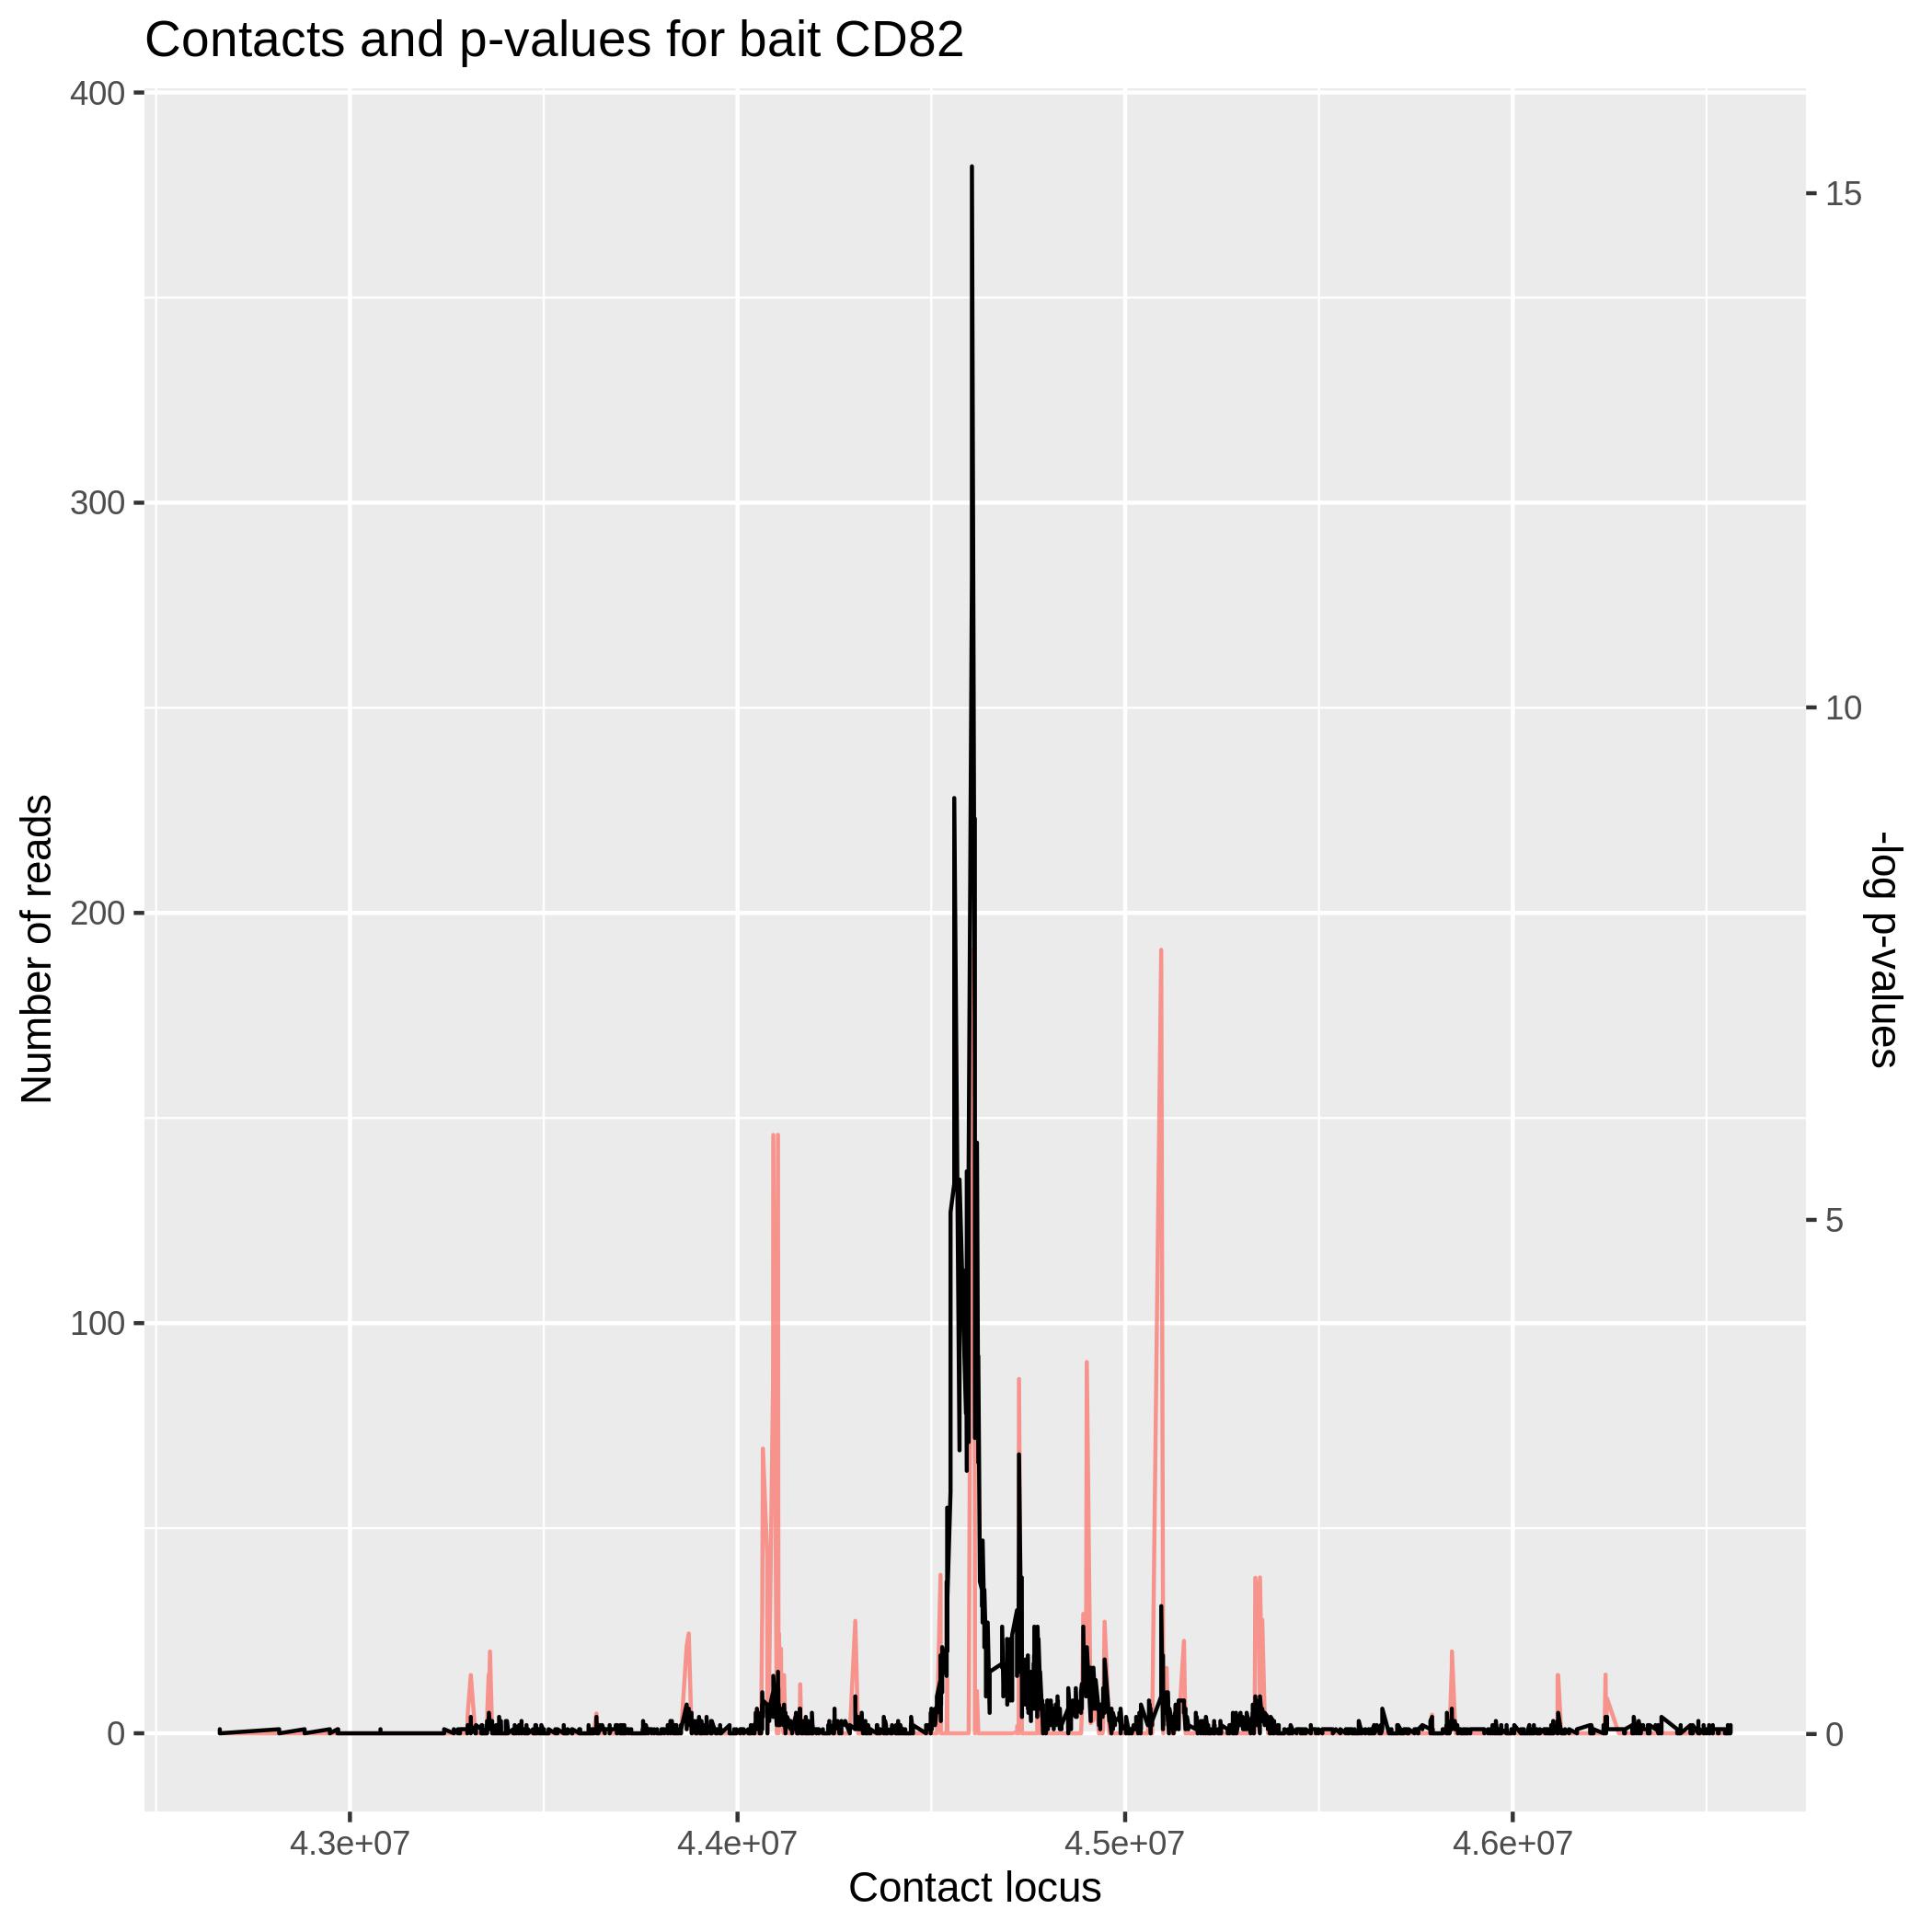 Contacts and p-values for bait CD82
400
300
200
100
0
Number of reads
15
10
5
0
-log p-values
4.3e+07
4.4e+07
4.5e+07
4.6e+07
Contact locus